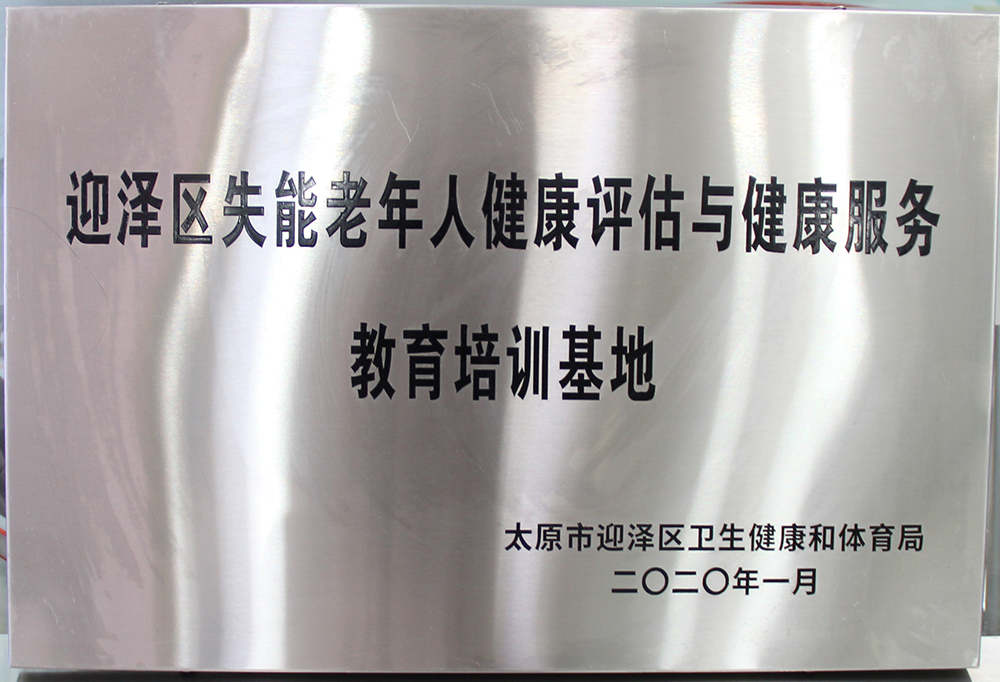 迎泽区失能老年人健康评估与健康服务
教育培训基地
太原市迎泽区卫生健康和体育局
二〇二〇年一月